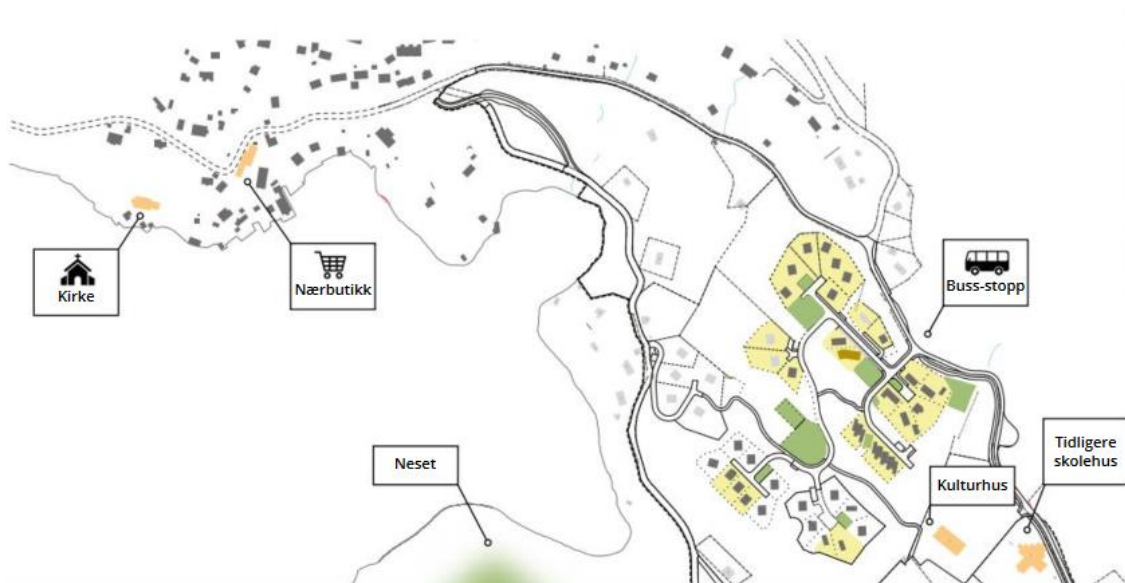 Kirke
Nærbutikk
Buss-stopp
Neset
Kulturhus
Tidligere
skolehus